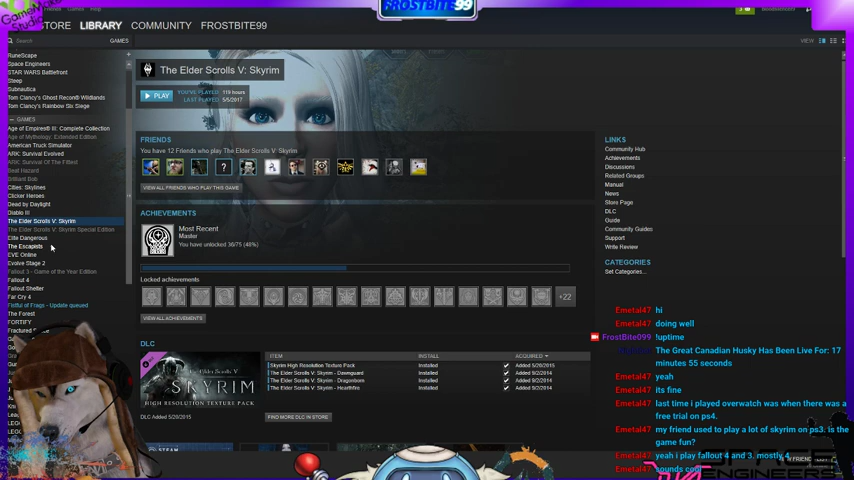 GameMaker
Studio
Games Help
FROSTBITE99
STORE LIBRARY COMMUNITY FROSTBITE99
Search GAMES VIEW
RuneScape
Space Engineers
STAR WARS Battlefront
Steep
Subnautica
Tom Clancy's Ghost Recon® Wildlands
Tom Clancy's Rainbow Six Siege
GAMES
Age of Empires® III: Complete Collection
Age of Mythology: Extended Edition
American Truck Simulator
ARK: Survival Evolved
ARK: Survival Of The Fittest
Beat Hazard
Brilliant Bob
Cities: Skylines
Clicker Heroes
Dead by Daylight
Diablo III
The Elder Scrolls V: Skyrim
The Elder Scrolls V: Skyrim Special Edition
Elite Dangerous
The Escapists
EVE Online
Evolve Stage 2
Fallout 3 - Game of the Year Edition
Fallout 4
Fallout Shelter
Far Cry 4
Fistful of Frags - Update queued
The Forest
FORTIFY
Fractured Space
The Elder Scrolls V: Skyrim
PLAY
YOU'VE PLAYED 119 hours
LAST PLAYED 5/5/2017
FRIENDS
You have 12 Friends who play The Elder Scrolls V: Skyrim
VIEW ALL FRIENDS WHO PLAY THIS GAME
ACHIEVEMENTS
Most Recent
Master
You have unlocked 36/75 (48%)
Locked achievements
+22
VIEW ALL ACHIEVEMENTS
DLC
SKYRIM
HIGH RESOLUTION TEXTURE PACK
DLC Added 5/20/2015
ITEM INSTALL ACQUIRED
Skyrim High Resolution Texture Pack Installed Added 5/20/2015
The Elder Scrolls V: Skyrim - Dawnguard Installed Added 9/2/2014
The Elder Scrolls V: Skyrim - Dragonborn Installed Added 9/2/2014
The Elder Scrolls V: Skyrim - Hearthfire Installed Added 9/2/2014
FIND MORE DLC IN STORE
STEAM
LINKS
Community Hub
Achievements
Discussions
Related Groups
Manual
News
Store Page
DLC
Guide
Community Guides
Support
Write Review
CATEGORIES
Set Categories...
Emetal47 hi
Emetal47 doing well
FrostBite099 !uptime
The Great Canadian Husky Has Been Live For: 17
minutes 55 seconds
Emetal47 yeah
Emetal47 its fine
Emetal47 last time i played overwatch was when there was a
free trial on ps4.
Emetal47 my friend used to play a lot of skyrim on ps3. is the
game fun?
Emetal47 yeah i play fallout 4 and 3. mostly 4
Emetal47 sounds cool
SPACE
ENGINEERS